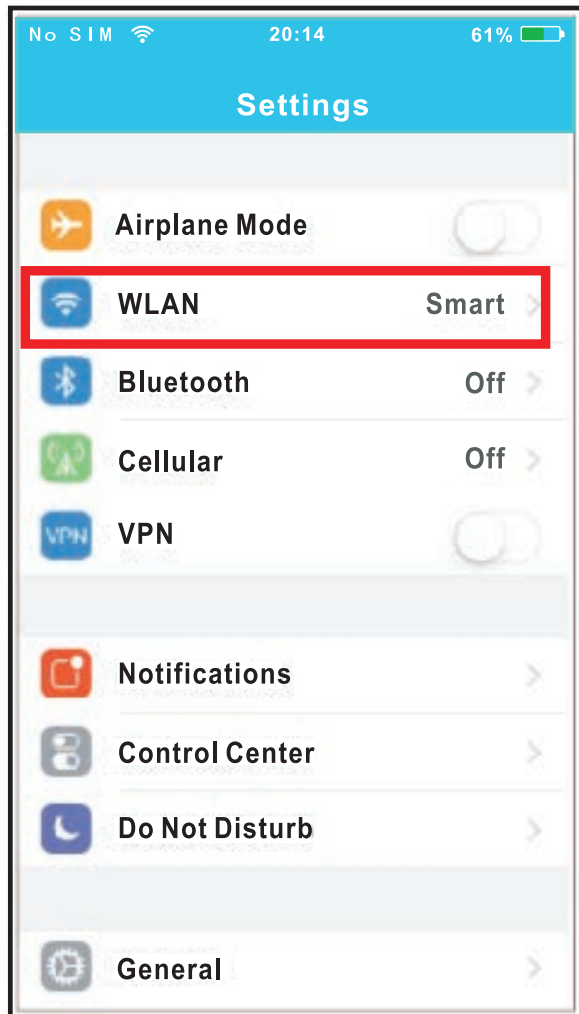 No SIM 20:14 61%
Settings
Airplane Mode
WLAN Smart
Bluetooth Off
Cellular Off
VPN VPN
Notifications
Control Center
Do Not Disturb
General